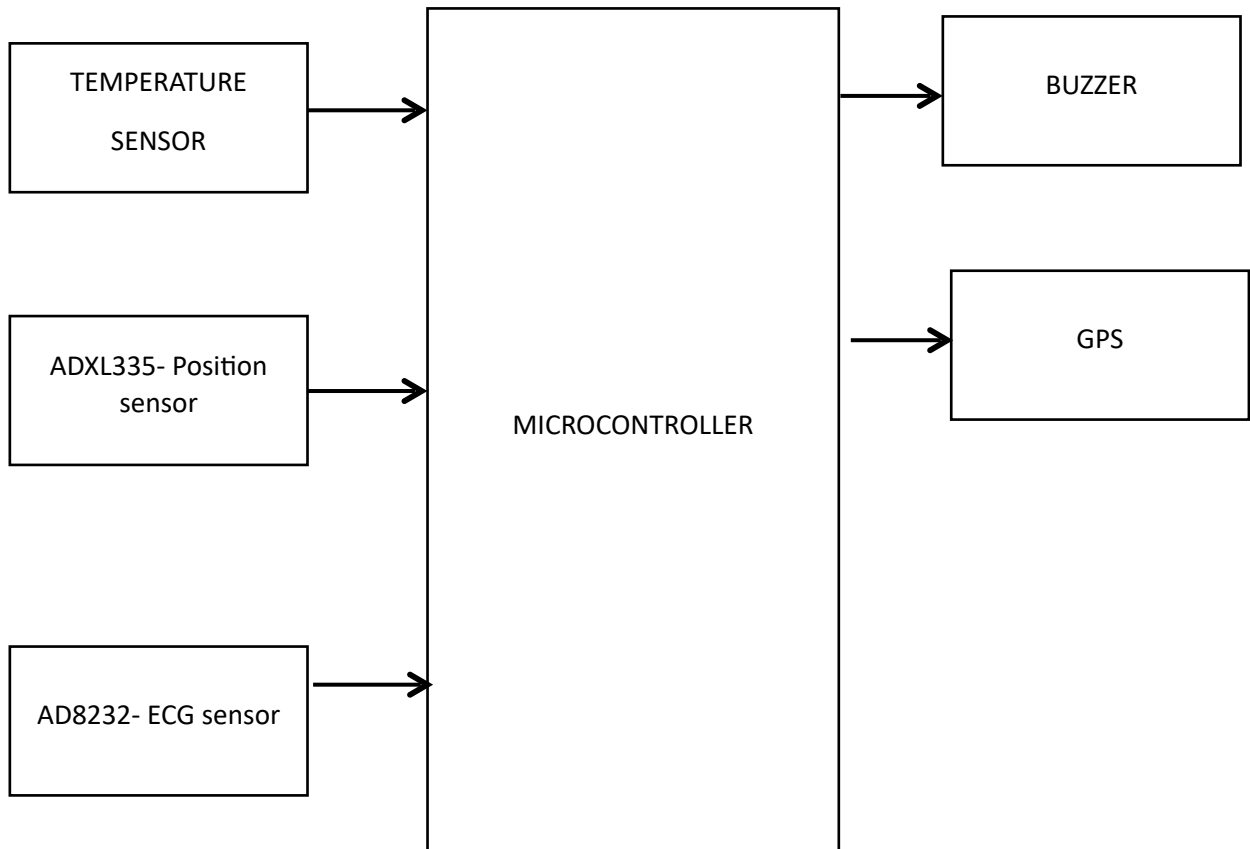 TEMPERATURE
SENSOR
ADXL335- Position
sensor
AD8232- ECG sensor
MICROCONTROLLER
BUZZER
GPS